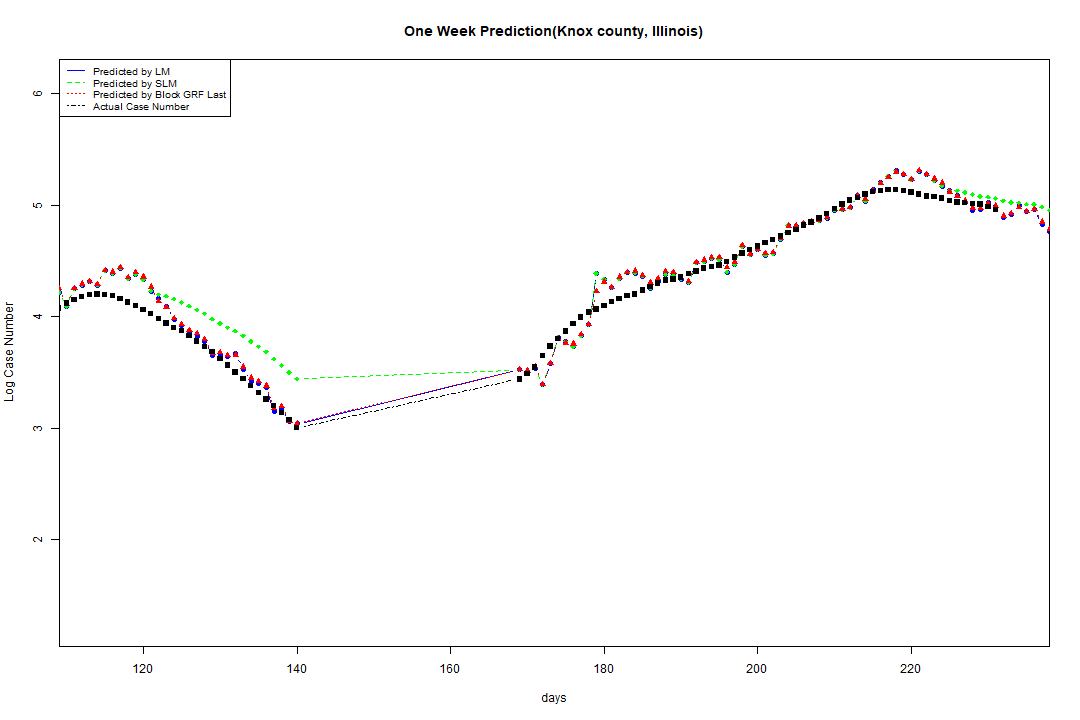 One Week Prediction(Knox county, Illinois)
Predicted by LM
Predicted by SLM
Predicted by Block GRF Last
Actual Case Number
6
5
4
3
2
Log Case Number
120 140 160 180 200 220
days